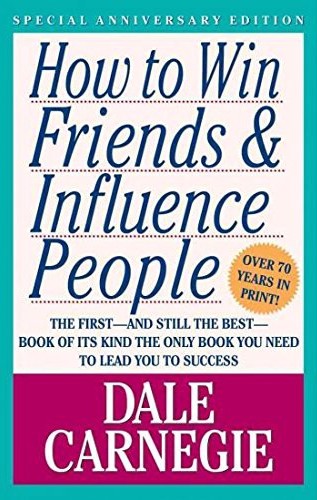 SPECIAL ANNIVERSARY EDITION
How to Win
Friends &
Influence
People
OVER 70
YEARS IN
PRINT!
THE FIRST—AND STILL THE BEST—
BOOK OF ITS KIND THE ONLY BOOK YOU NEED
TO LEAD YOU TO SUCCESS
DALE
CARNEGIE